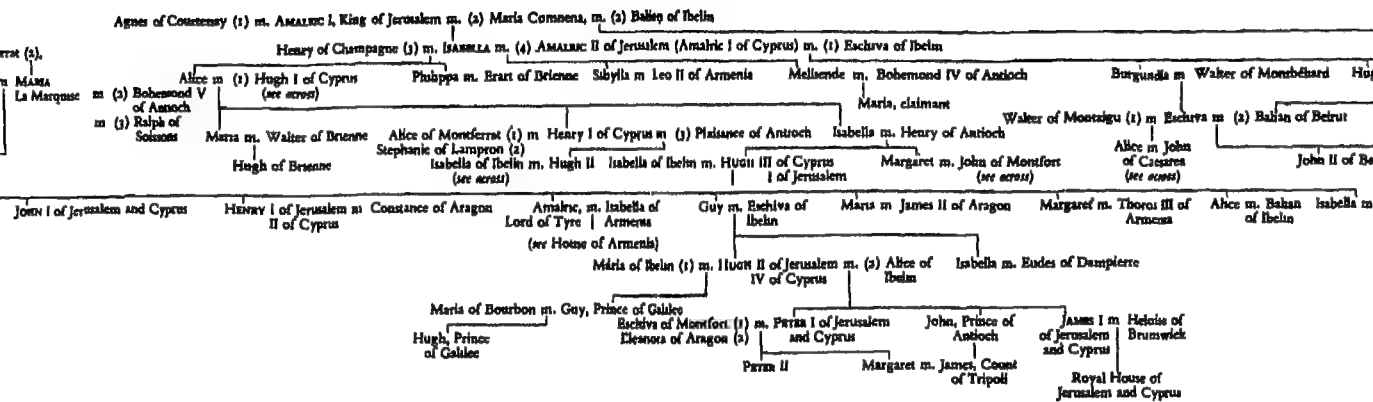 Agnes of Courtenay (1) m. AMALRIC I, King of Jerusalem m. (2) Maria Comnena, m. (2) Balian of Ibelin
rrat (2),
Henry of Champagne (3) m. ISABELLA m. (4) AMALRIC II of Jerusalem (Amalric I of Cyprus) m. (1) Eschiva of Ibelin
m MARIA
La Marquise
Alice m (1) Hugh I of Cyprus
(see across)
Philippa m. Erart of Brienne
Sibylla m Leo II of Armenia
Melisende m. Bohemond IV of Antioch
Burgundia m Walter of Montbéliard
Hug
m (2) Bohemond V
of Antioch
m (3) Ralph of
Soissons
Maria, claimant
Maria m. Walter of Brienne
Alice of Montferrat (1) m Henry I of Cyprus m (3) Plaisance of Antioch
Stephanie of Lampron (2)
Isabella m. Henry of Antioch
Walter of Montaigu (1) m Eschiva m (2) Balian of Beirut
Hugh of Brienne
Isabella of Ibelin m. Hugh II
(see across)
Isabella of Ibelin m. HUGH III of Cyprus
I of Jerusalem
Margaret m. John of Montfort
(see across)
Alice m John
of Caesarea
(see across)
John II of Be
JOHN I of Jerusalem and Cyprus
HENRY I of Jerusalem m Constance of Aragon
II of Cyprus
Amalric, m. Isabella of
Lord of Tyre Armenia
(see House of Armenia)
Guy m. Eschiva of
Ibelin
Maria m James II of Aragon
Margaret m. Thoros III of
Armenia
Alice m. Balian
of Ibelin
Isabella m
Maria of Ibelin (1) m. HUGH II of Jerusalem m. (2) Alice of
IV of Cyprus Ibelin
Isabella m. Eudes of Dampierre
Maria of Bourbon m. Guy, Prince of Galilee
Hugh, Prince
of Galilee
Eschiva of Montfort (1) m. PETER I of Jerusalem
Eleanora of Aragon (2) and Cyprus
John, Prince of
Antioch
JAMES I m Heloise of
of Jerusalem Brunswick
and Cyprus
PETER II
Margaret m. James, Count
of Tripoli
Royal House of
Jerusalem and Cyprus